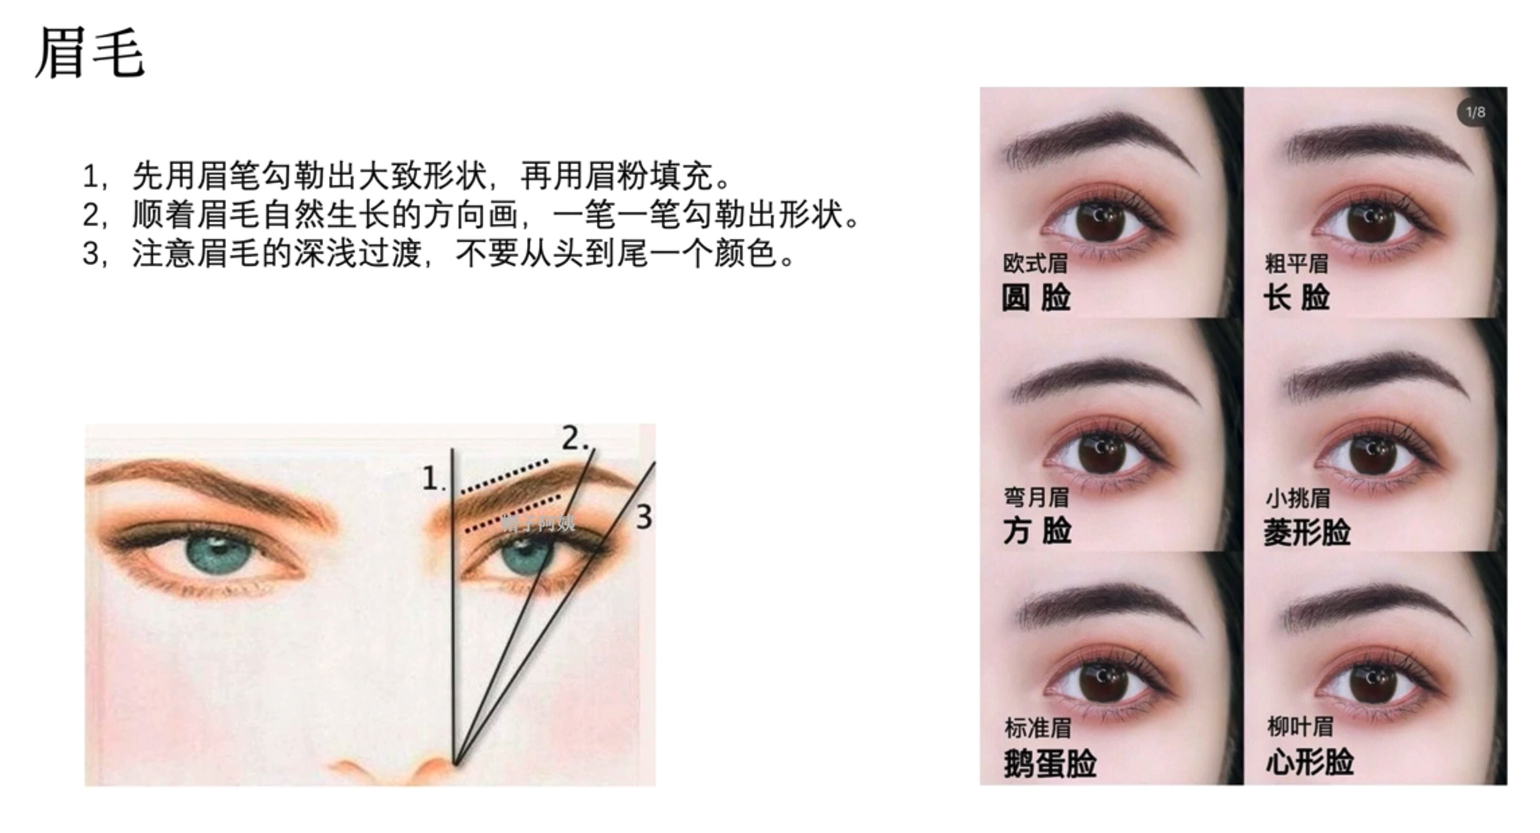 眉毛
1，先用眉笔勾勒出大致形状，再用眉粉填充。
2，顺着眉毛自然生长的方向画，一笔一笔勾勒出形状。
3，注意眉毛的深浅过渡，不要从头到尾一个颜色。
1.
2.
3
1/8
欧式眉
圆 脸
粗平眉
长 脸
弯月眉
方 脸
小挑眉
菱形脸
标准眉
鹅蛋脸
柳叶眉
心形脸